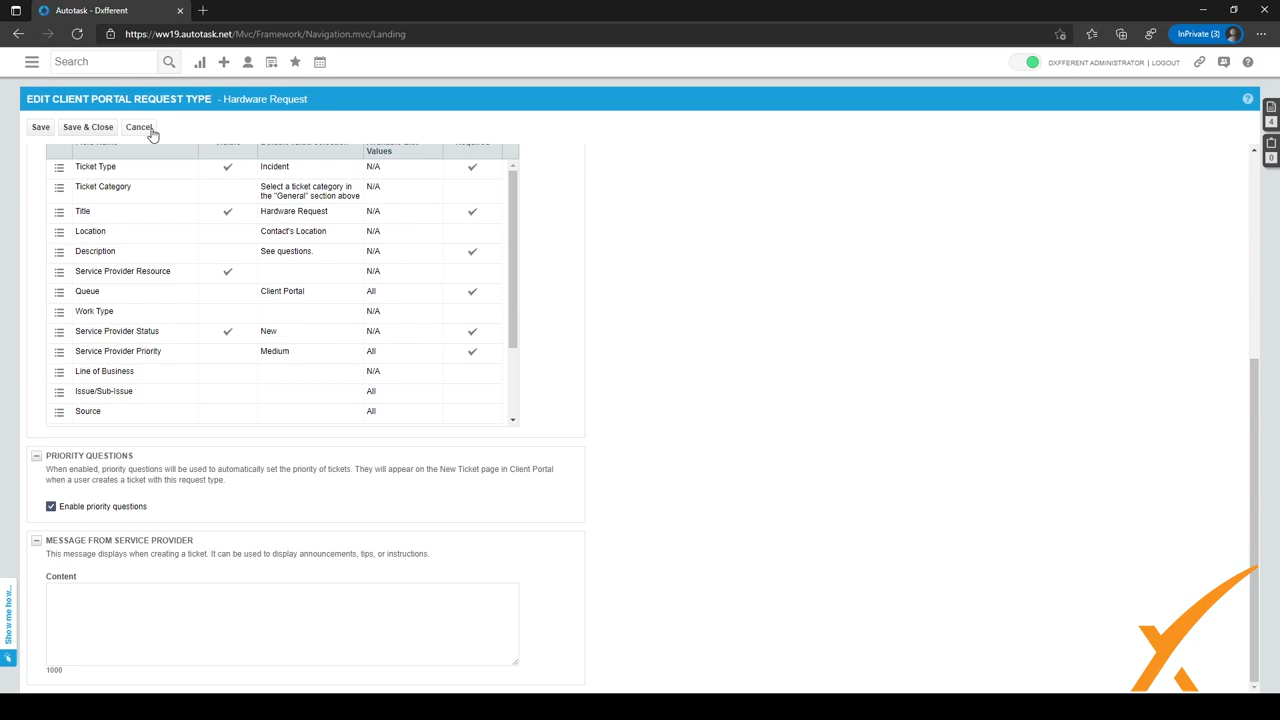 Autotask - Dxfferent
https://ww19.autotask.net/Mvc/Framework/Navigation.mvc/Landing
InPrivate (3)
Search
DXFFERENT ADMINISTRATOR | LOGOUT
EDIT CLIENT PORTAL REQUEST TYPE - Hardware Request
4
0
Save
Save & Close
Cancel
Values
Ticket Type Incident N/A
Ticket Category Select a ticket category in N/A
the "General" section above
Title Hardware Request N/A
Location Contact's Location N/A
Description See questions. N/A
Service Provider Resource N/A
Queue Client Portal All
Work Type N/A
Service Provider Status New N/A
Service Provider Priority Medium All
Line of Business N/A
Issue/Sub-Issue All
Source All
PRIORITY QUESTIONS
When enabled, priority questions will be used to automatically set the priority of tickets. They will appear on the New Ticket page in Client Portal
when a user creates a ticket with this request type.
Enable priority questions
MESSAGE FROM SERVICE PROVIDER
This message displays when creating a ticket. It can be used to display announcements, tips, or instructions.
Content
1000
Show me how...